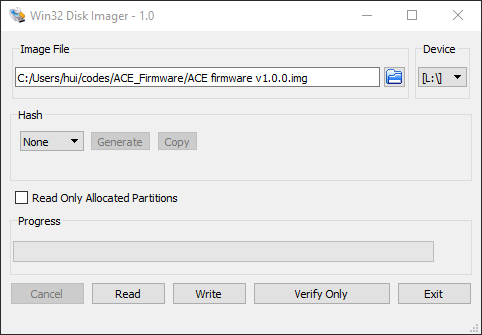 Win32 Disk Imager - 1.0
Image File
Device
C:/Users/hui/codes/ACE_Firmware/ACE firmware v1.0.0.img
[L:\]
Hash
None
Generate
Copy
Read Only Allocated Partitions
Progress
Cancel
Read
Write
Verify Only
Exit